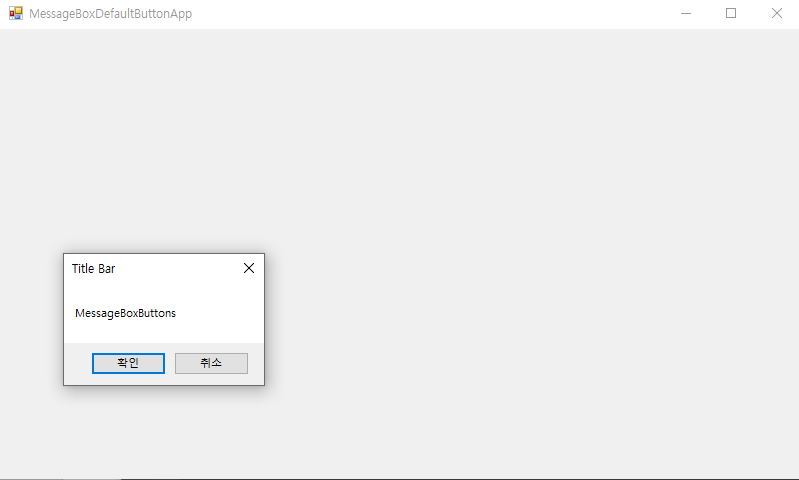 MessageBoxDefaultButtonApp
Title Bar
MessageBoxButtons
확인 취소